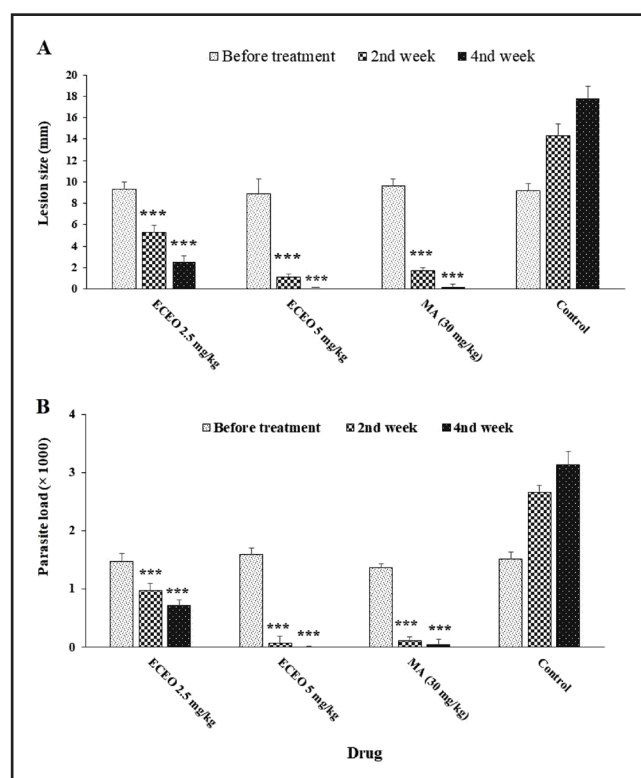 A
Before treatment 2nd week 4nd week
20
18
16
14
12
10
8
6
4
2
0
Lesion size (mm)
***
***
***
***
***
***
ECEO 2.5 mg/kg
ECEO 5 mg/kg
MA (30 mg/kg)
Control
B
Before treatment 2nd week 4nd week
4
3
2
1
0
Parasite load (× 1000)
***
***
***
***
***
***
ECEO 2.5 mg/kg
ECEO 5 mg/kg
MA (30 mg/kg)
Control
Drug